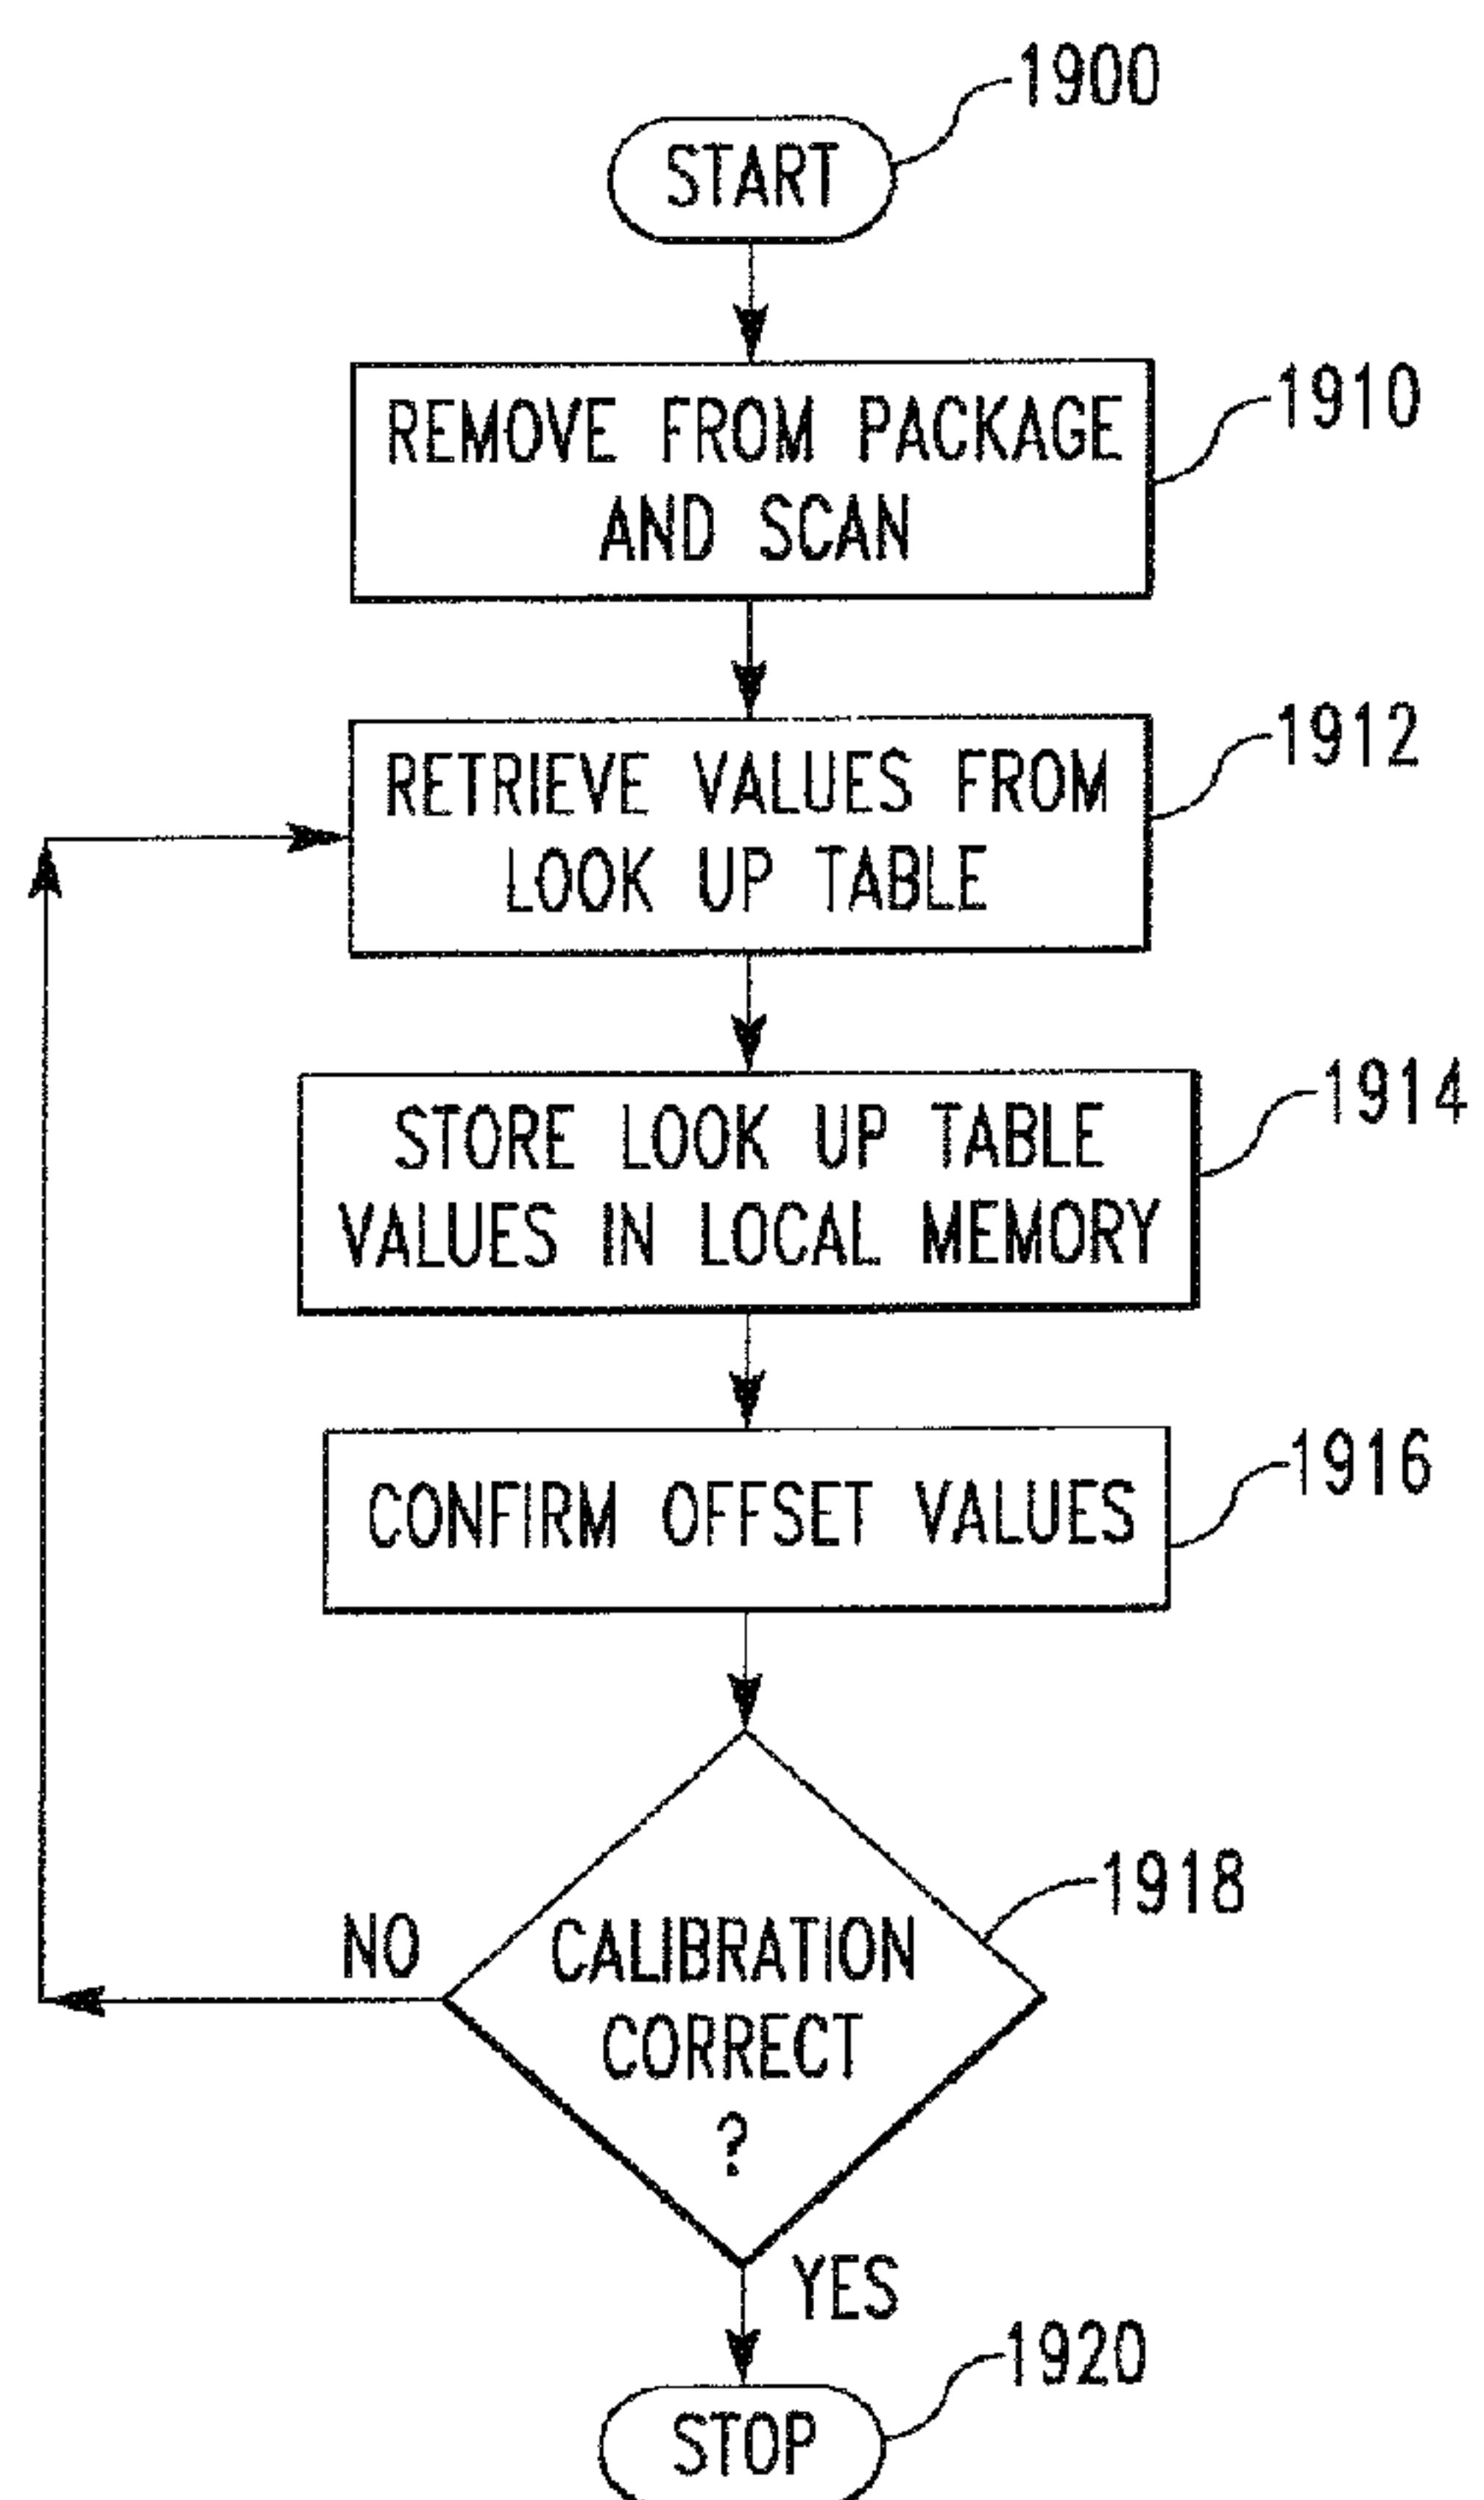 1900
START
1910
REMOVE FROM PACKAGE
AND SCAN
1912
RETRIEVE VALUES FROM
LOOK UP TABLE
1914
STORE LOOK UP TABLE
VALUES IN LOCAL MEMORY
1916
CONFIRM OFFSET VALUES
1918
NO
CALIBRATION
CORRECT
?
YES
1920
STOP